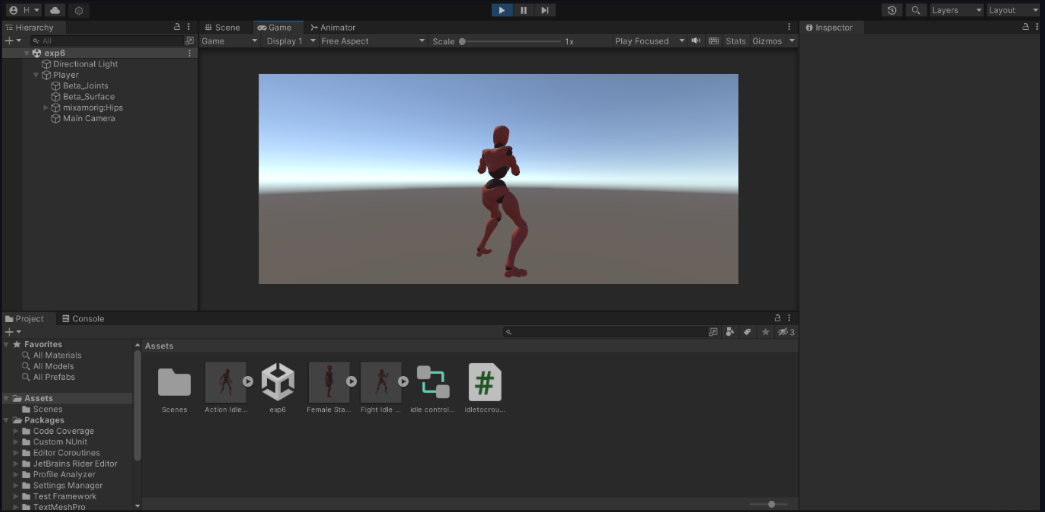 H
Layers
Layout
Hierarchy
All
exp6
Directional Light
Player
Beta_Joints
Beta_Surface
mixamorig:Hips
Main Camera
Scene
Game
Animator
Game
Display 1
Free Aspect
Scale
1x
Play Focused
Stats
Gizmos
Inspector
Project
Console
3
Favorites
All Materials
All Models
All Prefabs
Assets
Scenes
Packages
Code Coverage
Custom NUnit
Editor Coroutines
JetBrains Rider Editor
Profile Analyzer
Settings Manager
Test Framework
TextMeshPro
Assets
Scenes
Action Idle...
exp6
Female Sta...
Fight Idle ...
idle control...
idletocrou...